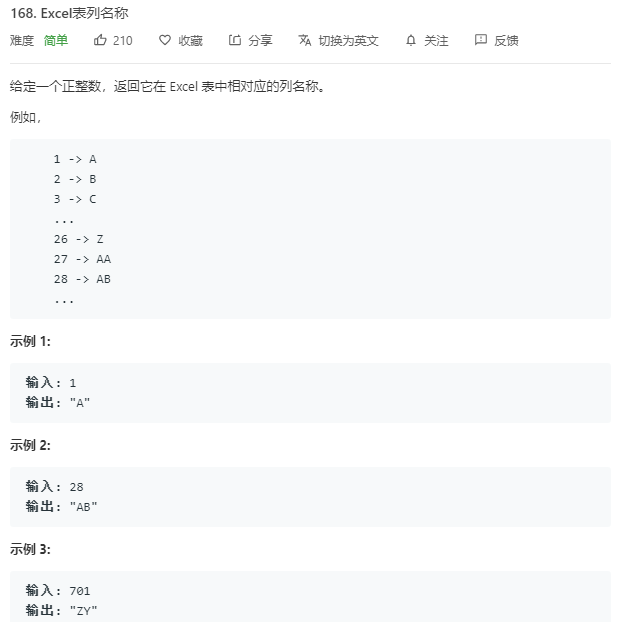 168. Excel表列名称
难度 简单 210 收藏 分享 切换为英文 关注 反馈
给定一个正整数，返回它在 Excel 表中相对应的列名称。
例如，
1 -> A
2 -> B
3 -> C
...
26 -> Z
27 -> AA
28 -> AB
...
示例 1:
输入: 1
输出: "A"
示例 2:
输入: 28
输出: "AB"
示例 3:
输入: 701
输出: "ZY"